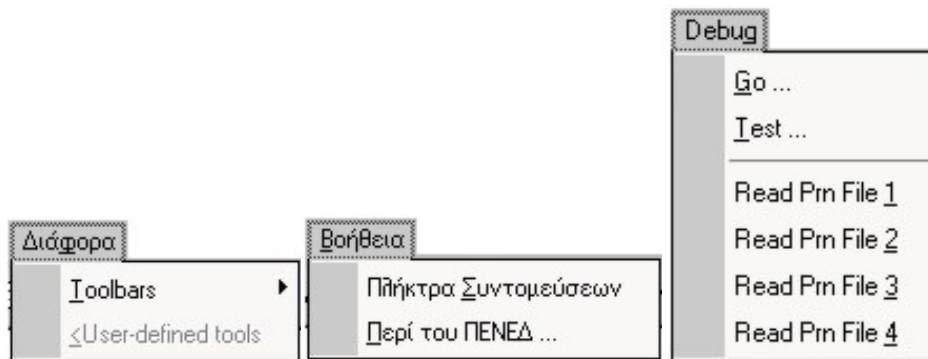 Διάφορα
Toolbars
<User-defined tools
Βοήθεια
Πλήκτρα Συντομεύσεων
Περί του ΠΕΝΕΔ ...
Debug
Go ...
Test ...
Read Prn File 1
Read Prn File 2
Read Prn File 3
Read Prn File 4